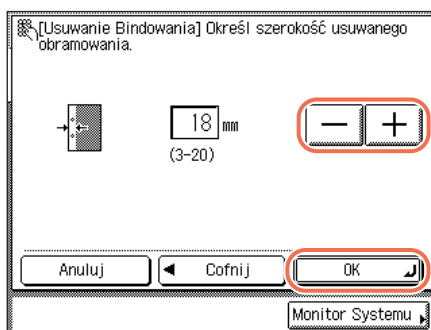 [Usuwanie Bindowania] Określ szerokość usuwanego
obramowania.
18 mm
− +
(3-20)
Anuluj
◄ Cofnij
OK
Monitor Systemu